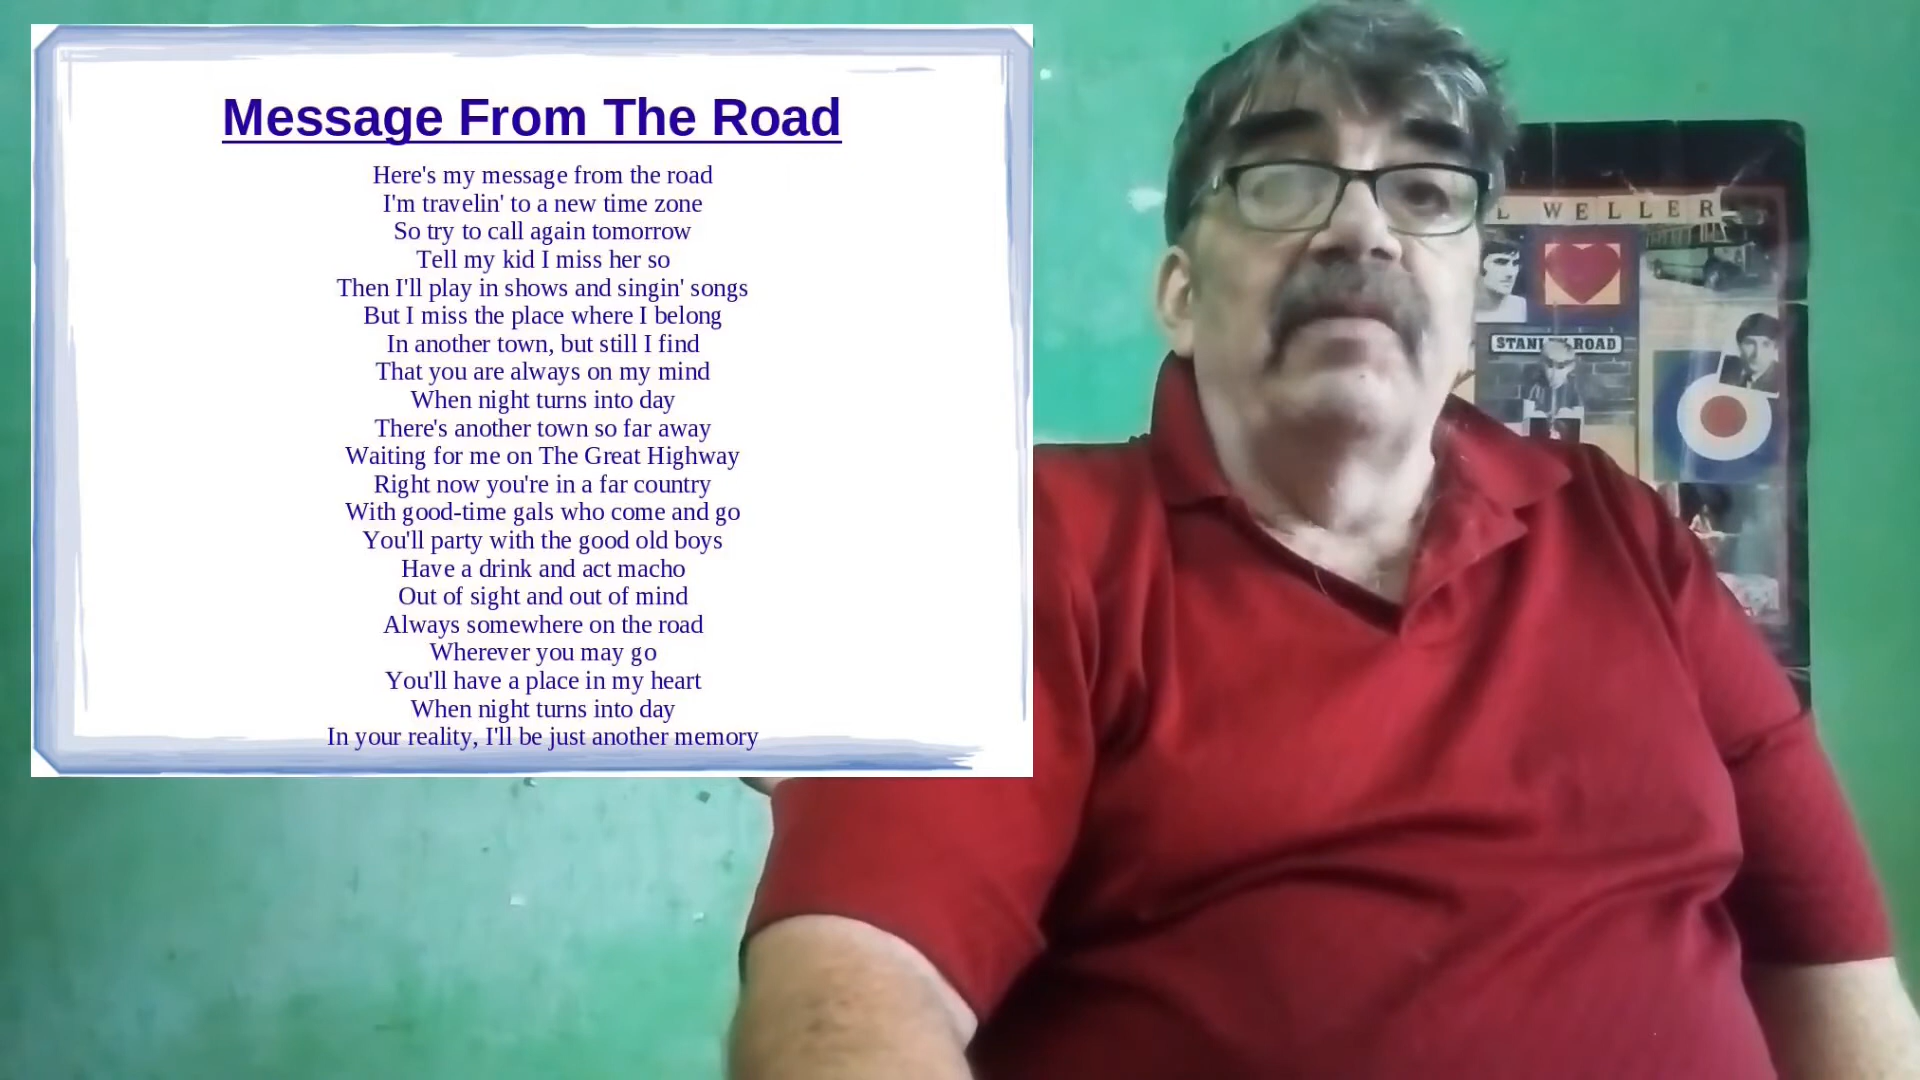 Message From The Road
Here's my message from the road
I'm travelin' to a new time zone
So try to call again tomorrow
Tell my kid I miss her so
Then I'll play in shows and singin' songs
But I miss the place where I belong
In another town, but still I find
That you are always on my mind
When night turns into day
There's another town so far away
Waiting for me on The Great Highway
Right now you're in a far country
With good-time gals who come and go
You'll party with the good old boys
Have a drink and act macho
Out of sight and out of mind
Always somewhere on the road
Wherever you may go
You'll have a place in my heart
When night turns into day
In your reality, I'll be just another memory
L WELLER
ROAD